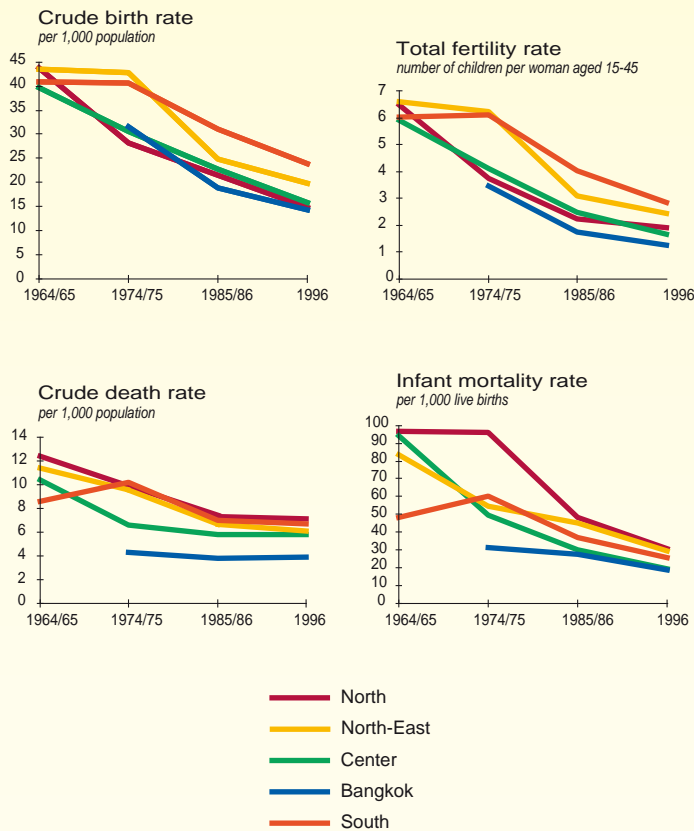 Crude birth rate
per 1,000 population
45
40
35
30
25
20
15
10
5
0
1964/65 1974/75 1985/86 1996
Total fertility rate
number of children per woman aged 15-45
7
6
5
4
3
2
1
0
1964/65 1974/75 1985/86 1996
Crude death rate
per 1,000 population
14
12
10
8
6
4
2
0
1964/65 1974/75 1985/86 1996
Infant mortality rate
per 1,000 live births
100
90
80
70
60
50
40
30
20
10
0
1964/65 1974/75 1985/86 1996
North
North-East
Center
Bangkok
South